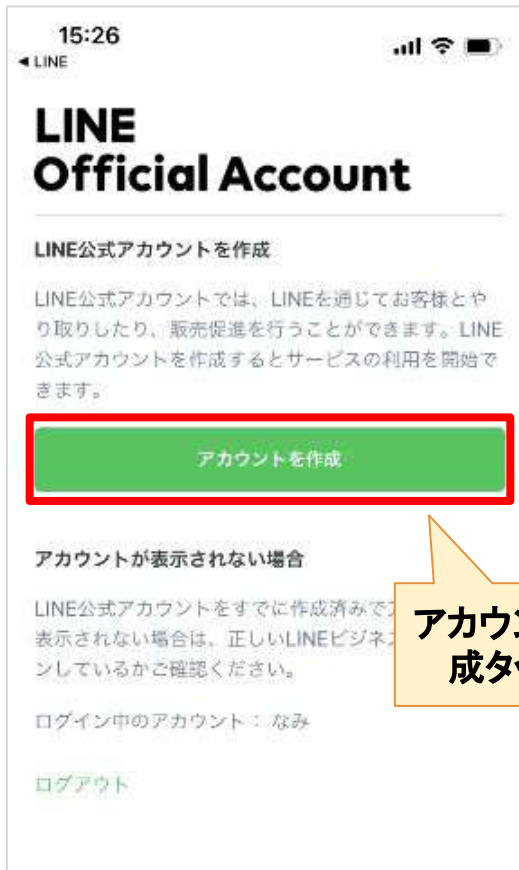 15:26
◀ LINE
LINE
Official Account
LINE公式アカウントを作成
LINE公式アカウントでは、LINEを通じてお客様とや
り取りしたり、販売促進を行うことができます。LINE
公式アカウントを作成するとサービスの利用を開始で
きます。
アカウントを作成
アカウントが表示されない場合
LINE公式アカウントをすでに作成済みで
表示されない場合は、正しいLINEビジネ
ンしているかご確認ください。
アカウン
成タ
ログイン中のアカウント： なみ
ログアウト